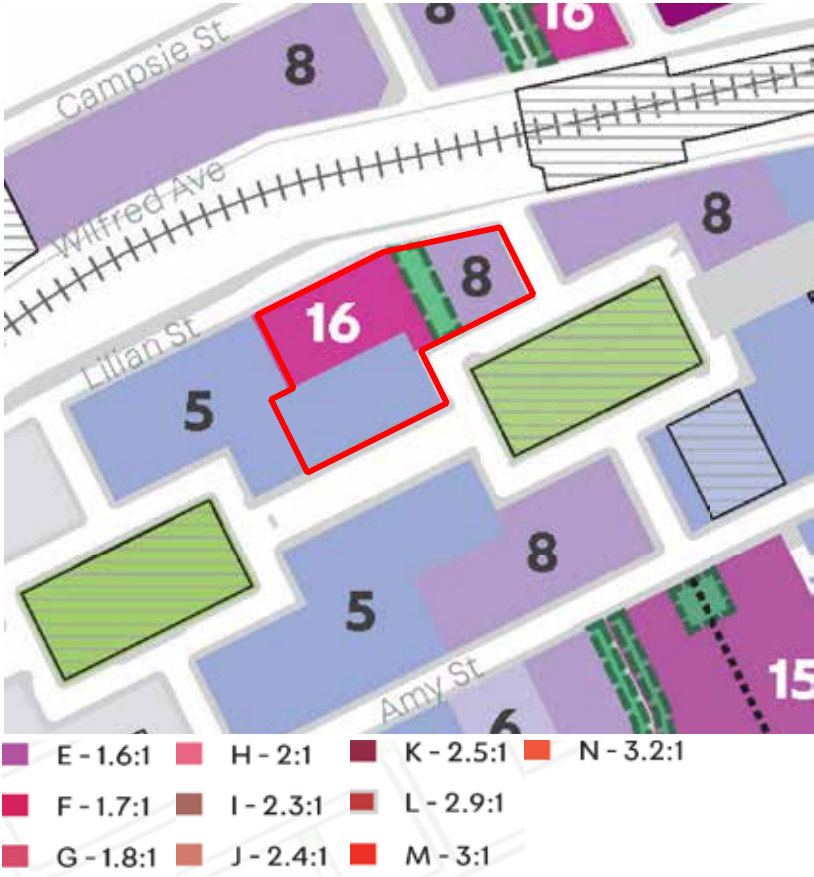 8
16
Campsie St
8
Wilfred Ave
8
8
16
Lilian St
5
8
5
15
Amy St
6
E - 1.6:1
H - 2:1
K - 2.5:1
N - 3.2:1
F - 1.7:1
I - 2.3:1
L - 2.9:1
G - 1.8:1
J - 2.4:1
M - 3:1